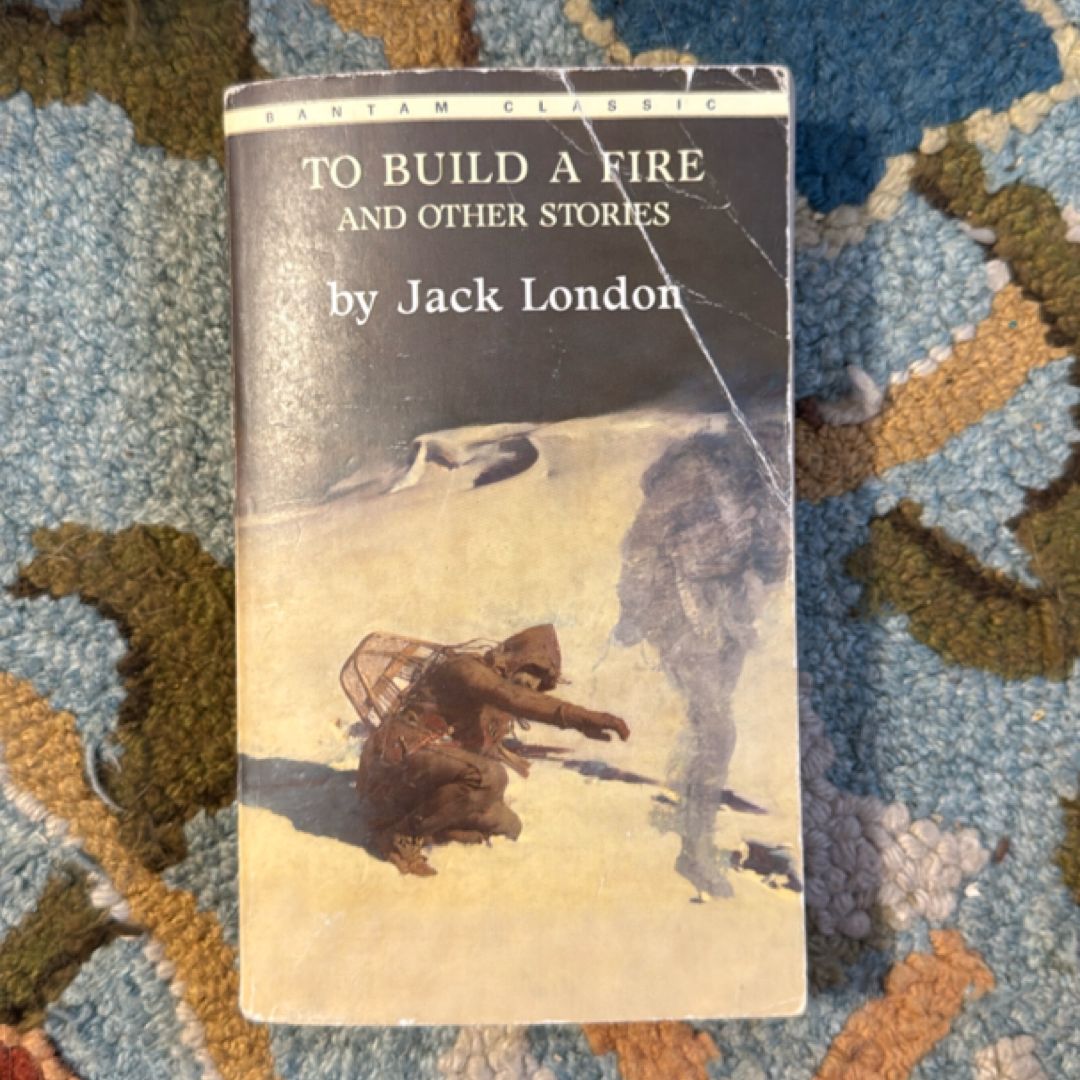 BANTAM CLASSIC
TO BUILD A FIRE
AND OTHER STORIES
by Jack London